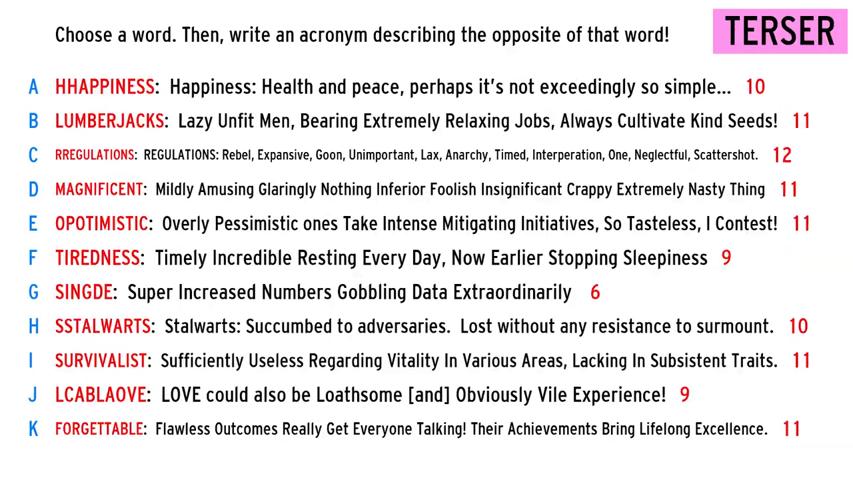 Choose a word. Then, write an acronym describing the opposite of that word!
TERSER
A HHAPPINESS: Happiness: Health and peace, perhaps it's not exceedingly so simple... 10
B LUMBERJACKS: Lazy Unfit Men, Bearing Extremely Relaxing Jobs, Always Cultivate Kind Seeds! 11
C RREGULATIONS: REGULATIONS: Rebel, Expansive, Goon, Unimportant, Lax, Anarchy, Timed, Interperation, One, Neglectful, Scattershot. 12
D MAGNIFICENT: Mildly Amusing Glaringly Nothing Inferior Foolish Insignificant Crappy Extremely Nasty Thing 11
E OPOTIMISTIC: Overly Pessimistic ones Take Intense Mitigating Initiatives, So Tasteless, I Contest! 11
F TIREDNESS: Timely Incredible Resting Every Day, Now Earlier Stopping Sleepiness 9
G SINGDE: Super Increased Numbers Gobbling Data Extraordinarily 6
H SSTALWARTS: Stalwarts: Succumbed to adversaries. Lost without any resistance to surmount. 10
I SURVIVALIST: Sufficiently Useless Regarding Vitality In Various Areas, Lacking In Subsistent Traits. 11
J LCABLAOVE: LOVE could also be Loathsome [and] Obviously Vile Experience! 9
K FORGETTABLE: Flawless Outcomes Really Get Everyone Talking! Their Achievements Bring Lifelong Excellence. 11